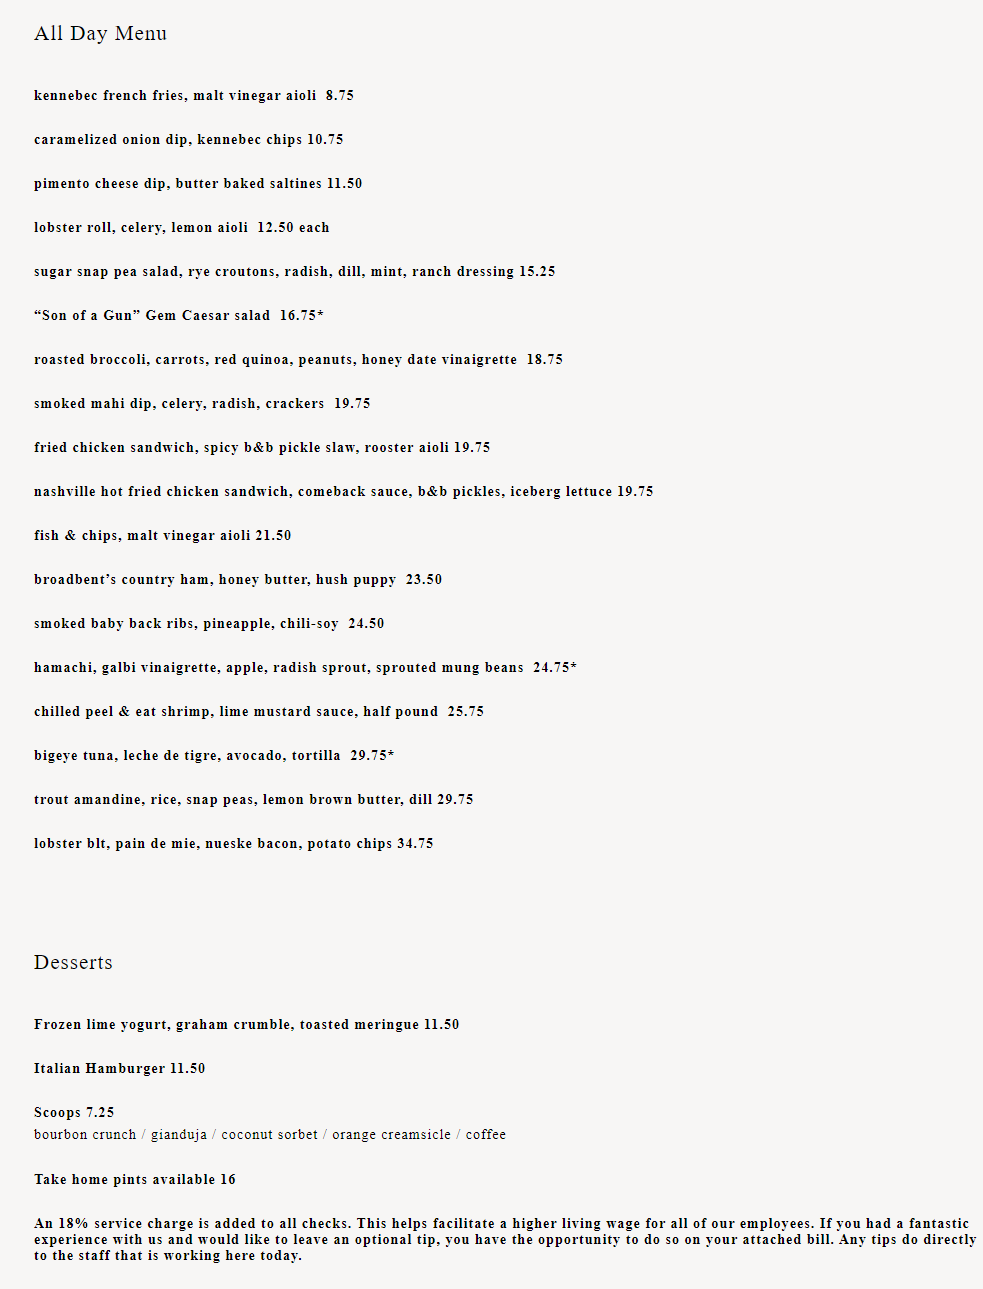 All Day Menu
kennebec french fries, malt vinegar aioli  8.75
caramelized onion dip, kennebec chips 10.75
pimento cheese dip, butter baked saltines 11.50
lobster roll, celery, lemon aioli  12.50 each
sugar snap pea salad, rye croutons, radish, dill, mint, ranch dressing 15.25
“Son of a Gun” Gem Caesar salad  16.75*
roasted broccoli, carrots, red quinoa, peanuts, honey date vinaigrette  18.75
smoked mahi dip, celery, radish, crackers  19.75
fried chicken sandwich, spicy b&b pickle slaw, rooster aioli 19.75
nashville hot fried chicken sandwich, comeback sauce, b&b pickles, iceberg lettuce 19.75
fish & chips, malt vinegar aioli 21.50
broadbent’s country ham, honey butter, hush puppy  23.50
smoked baby back ribs, pineapple, chili-soy  24.50
hamachi, galbi vinaigrette, apple, radish sprout, sprouted mung beans  24.75*
chilled peel & eat shrimp, lime mustard sauce, half pound  25.75
bigeye tuna, leche de tigre, avocado, tortilla  29.75*
trout amandine, rice, snap peas, lemon brown butter, dill 29.75
lobster blt, pain de mie, nueske bacon, potato chips 34.75
Desserts
Frozen lime yogurt, graham crumble, toasted meringue 11.50
Italian Hamburger 11.50
Scoops 7.25
bourbon crunch / gianduja / coconut sorbet / orange creamsicle / coffee
Take home pints available 16
An 18% service charge is added to all checks. This helps facilitate a higher living wage for all of our employees. If you had a fantastic
experience with us and would like to leave an optional tip, you have the opportunity to do so on your attached bill. Any tips do directly
to the staff that is working here today.